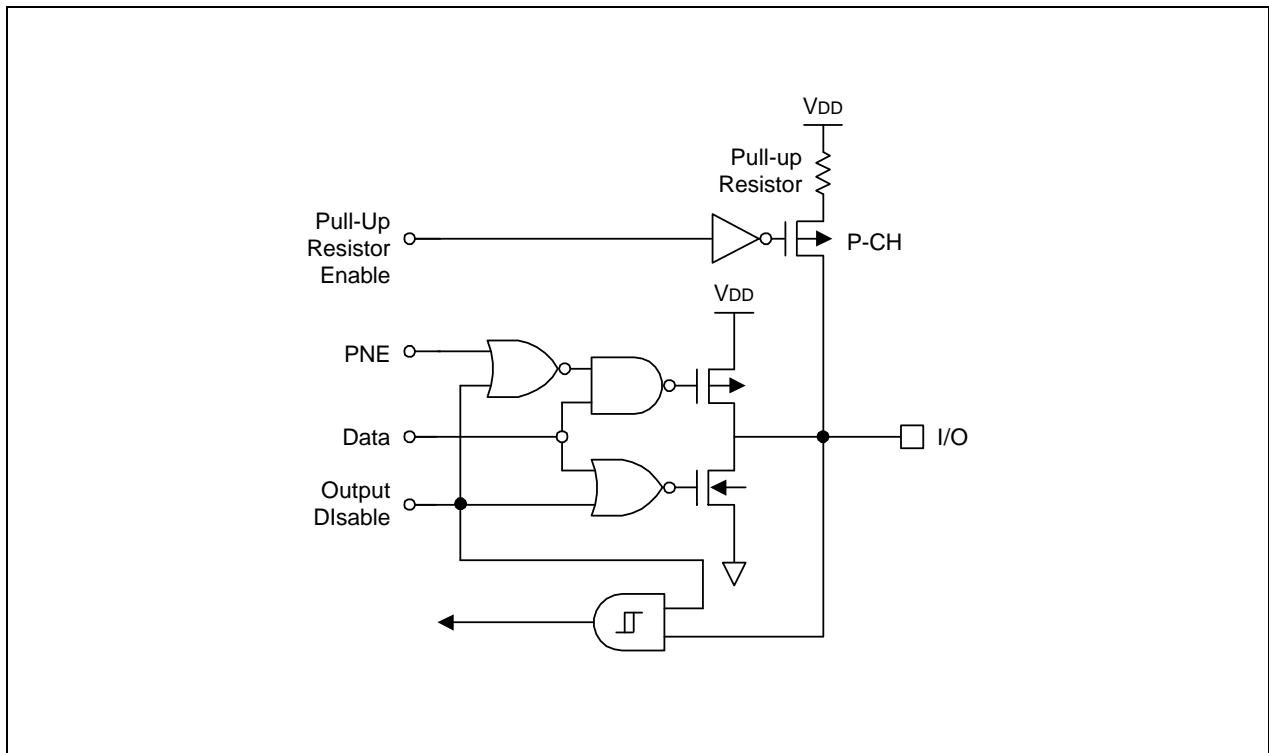 VDD
Pull-up
Resistor
Pull-Up
Resistor
Enable
P-CH
VDD
PNE
Data
I/O
Output
DIsable